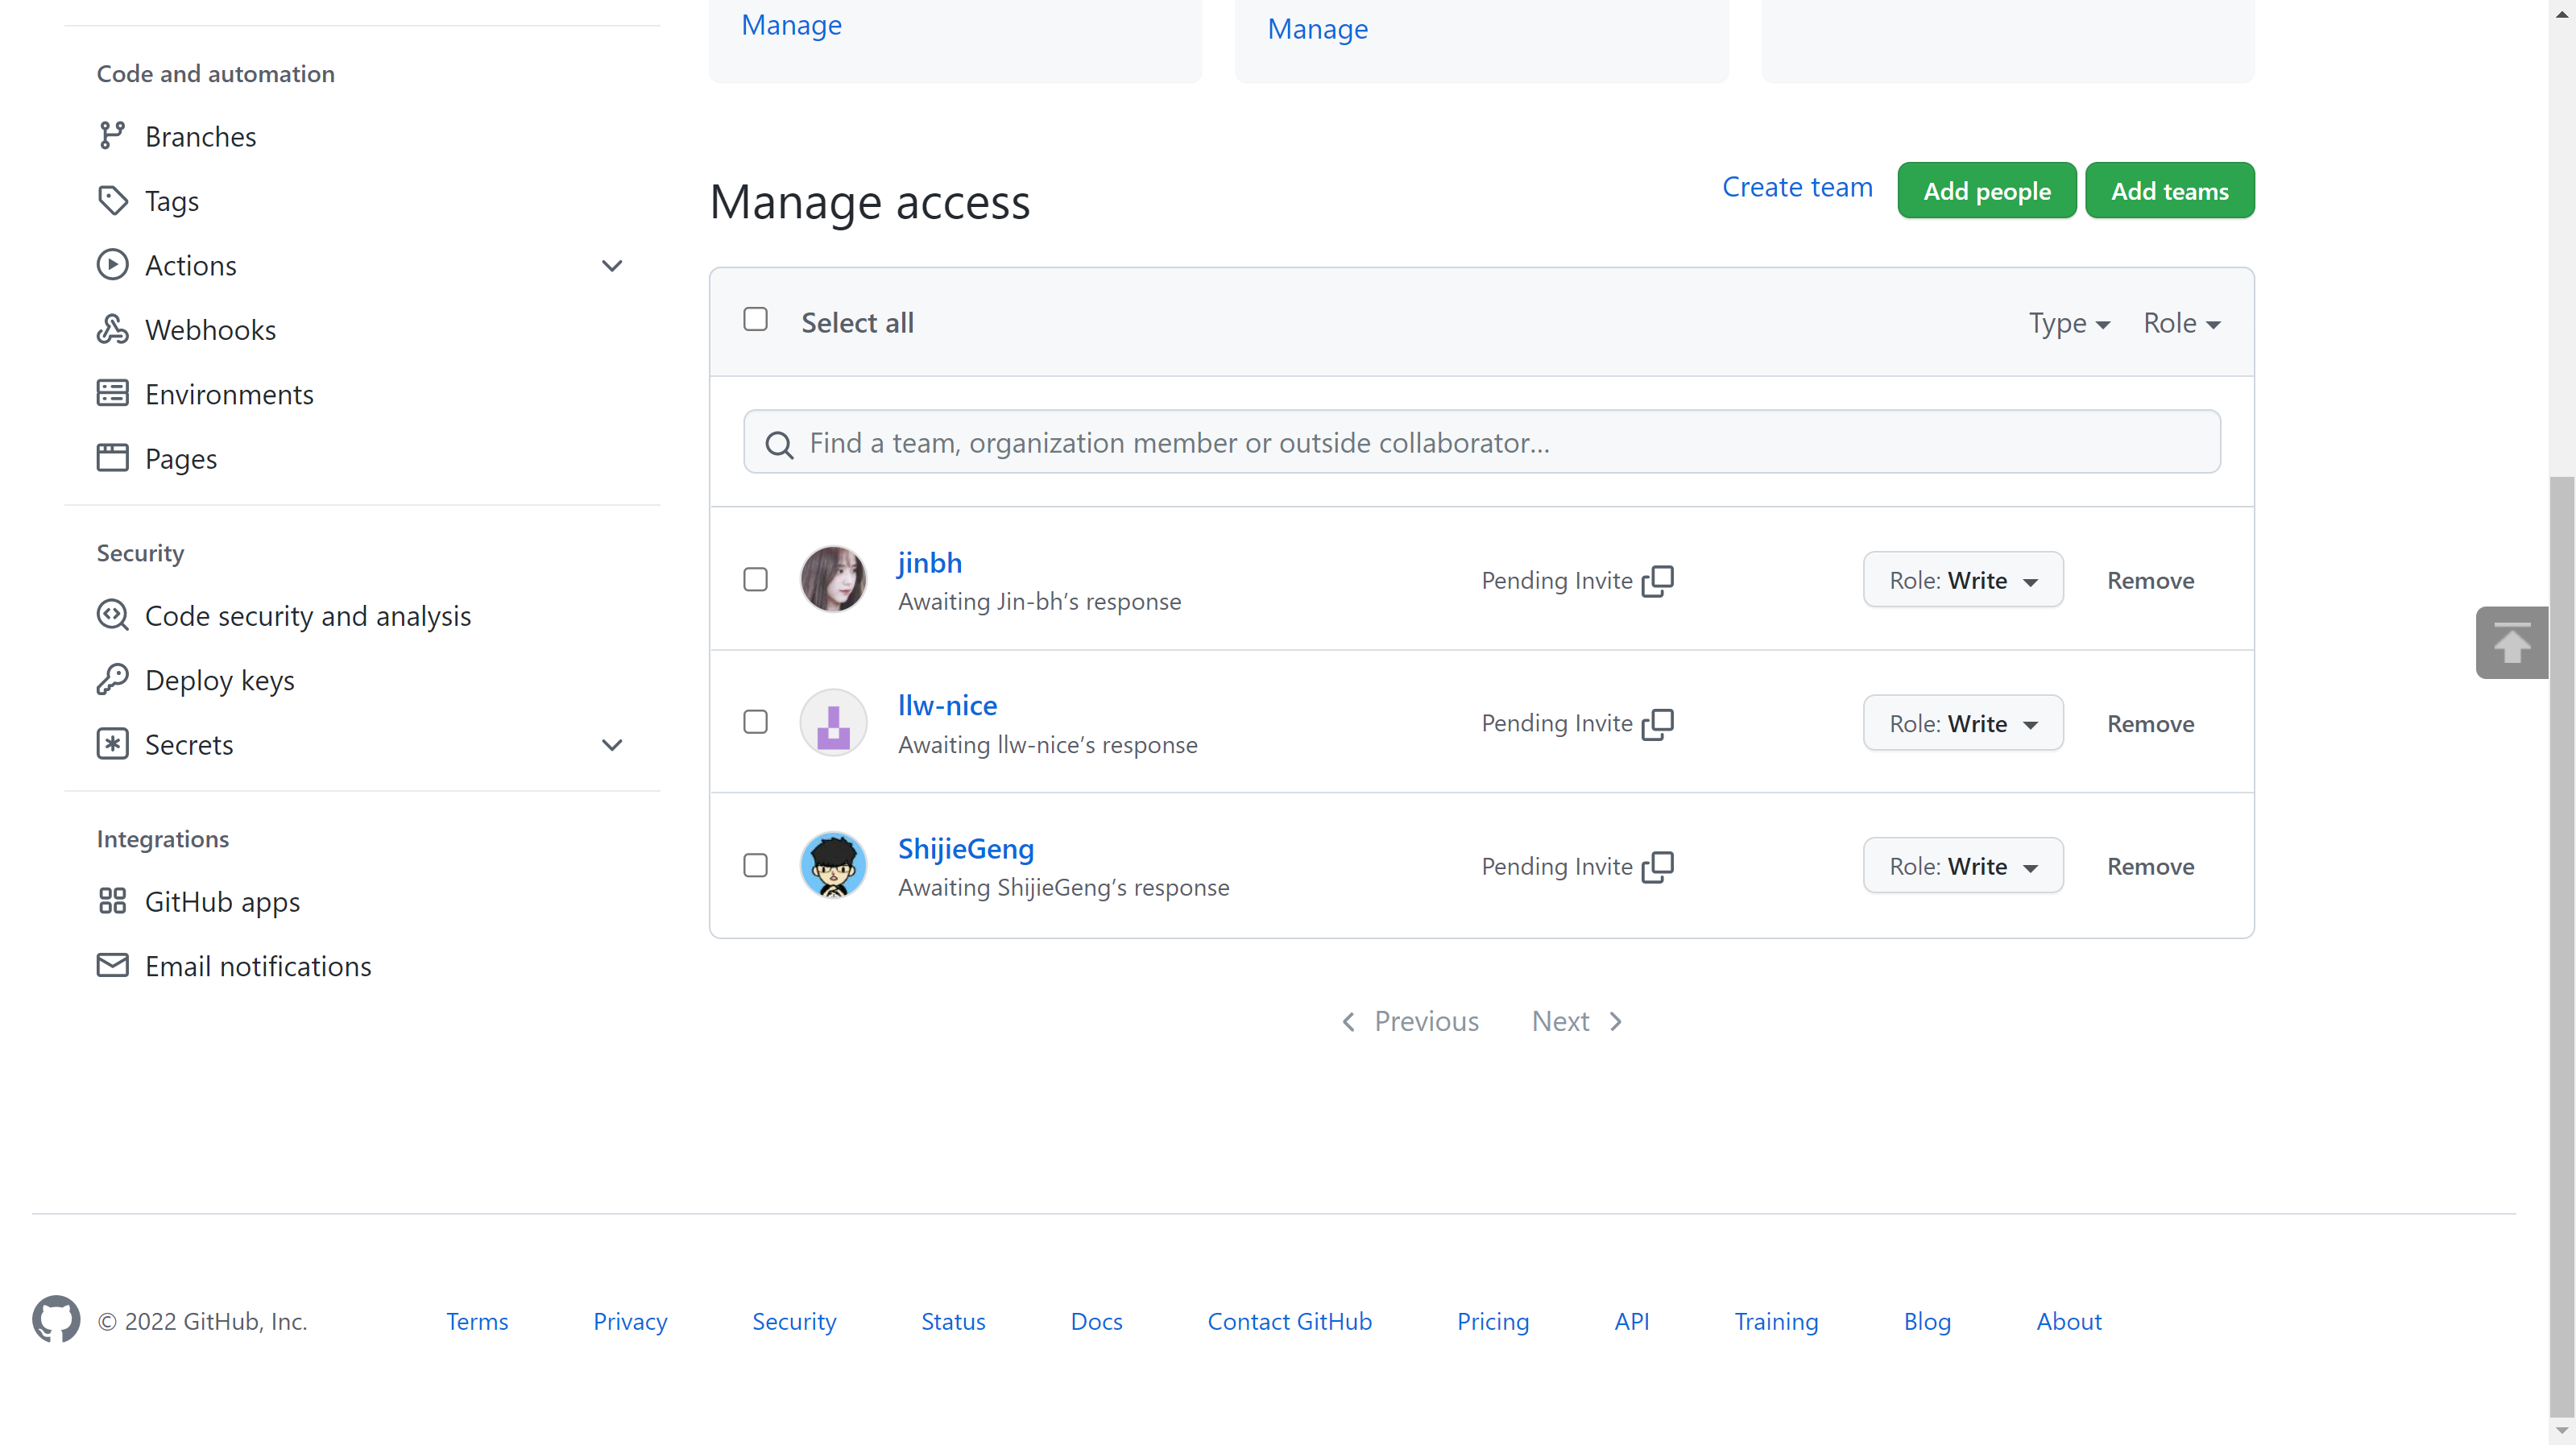 Manage
Manage
Code and automation
Branches
Tags
Actions
Webhooks
Environments
Pages
Security
Code security and analysis
Deploy keys
Secrets
Integrations
GitHub apps
Email notifications
Manage access
Create team
Add people
Add teams
Select all
Type
Role
Find a team, organization member or outside collaborator...
jinbh
Awaiting Jin-bh’s response
Pending Invite
Role: Write
Remove
llw-nice
Awaiting llw-nice’s response
Pending Invite
Role: Write
Remove
ShijieGeng
Awaiting ShijieGeng’s response
Pending Invite
Role: Write
Remove
Previous
Next
© 2022 GitHub, Inc.
Terms
Privacy
Security
Status
Docs
Contact GitHub
Pricing
API
Training
Blog
About